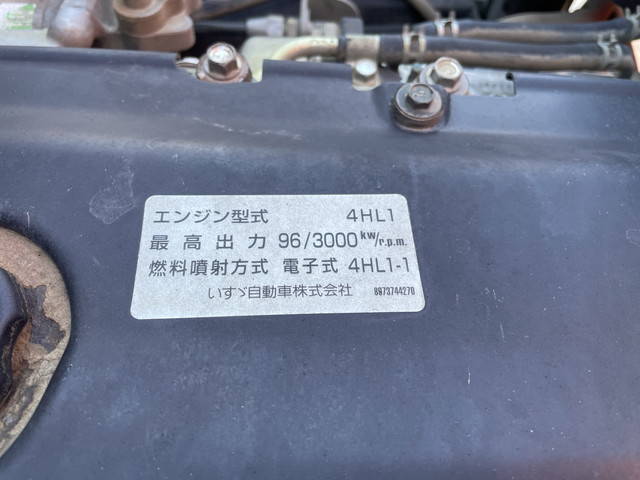 エンジン型式 4HL1
最高出力 96/3000 kW/r.p.m.
燃料噴射方式 電子式 4HL1-1
いすゞ自動車株式会社 8973744270